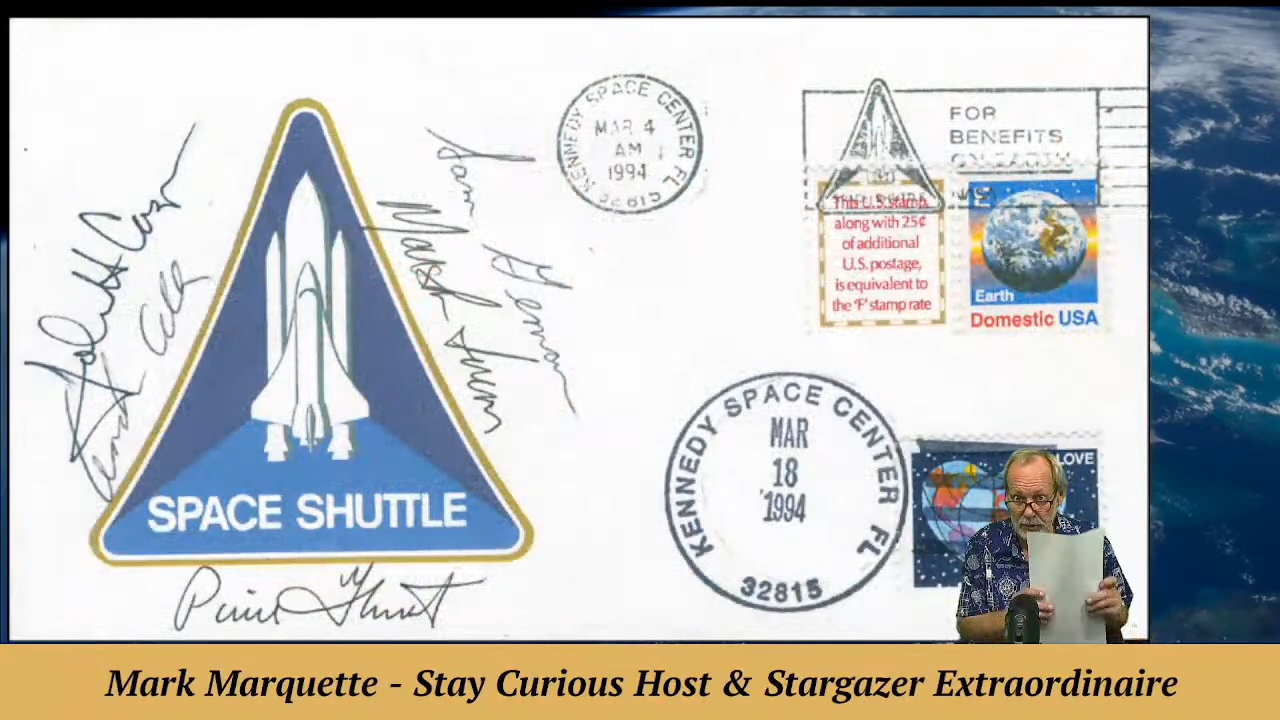 KENNEDY SPACE CENTER FL
MAR 4
AM
1994
FOR
BENEFITS
ON EARTH
This U.S. stamp,
along with 25¢
of additional
U.S. postage,
is equivalent to
the 'F' stamp rate
Earth
Domestic USA
KENNEDY SPACE CENTER FL
MAR
18
1994
32815
LOVE
SPACE SHUTTLE
Mark Marquette - Stay Curious Host & Stargazer Extraordinaire